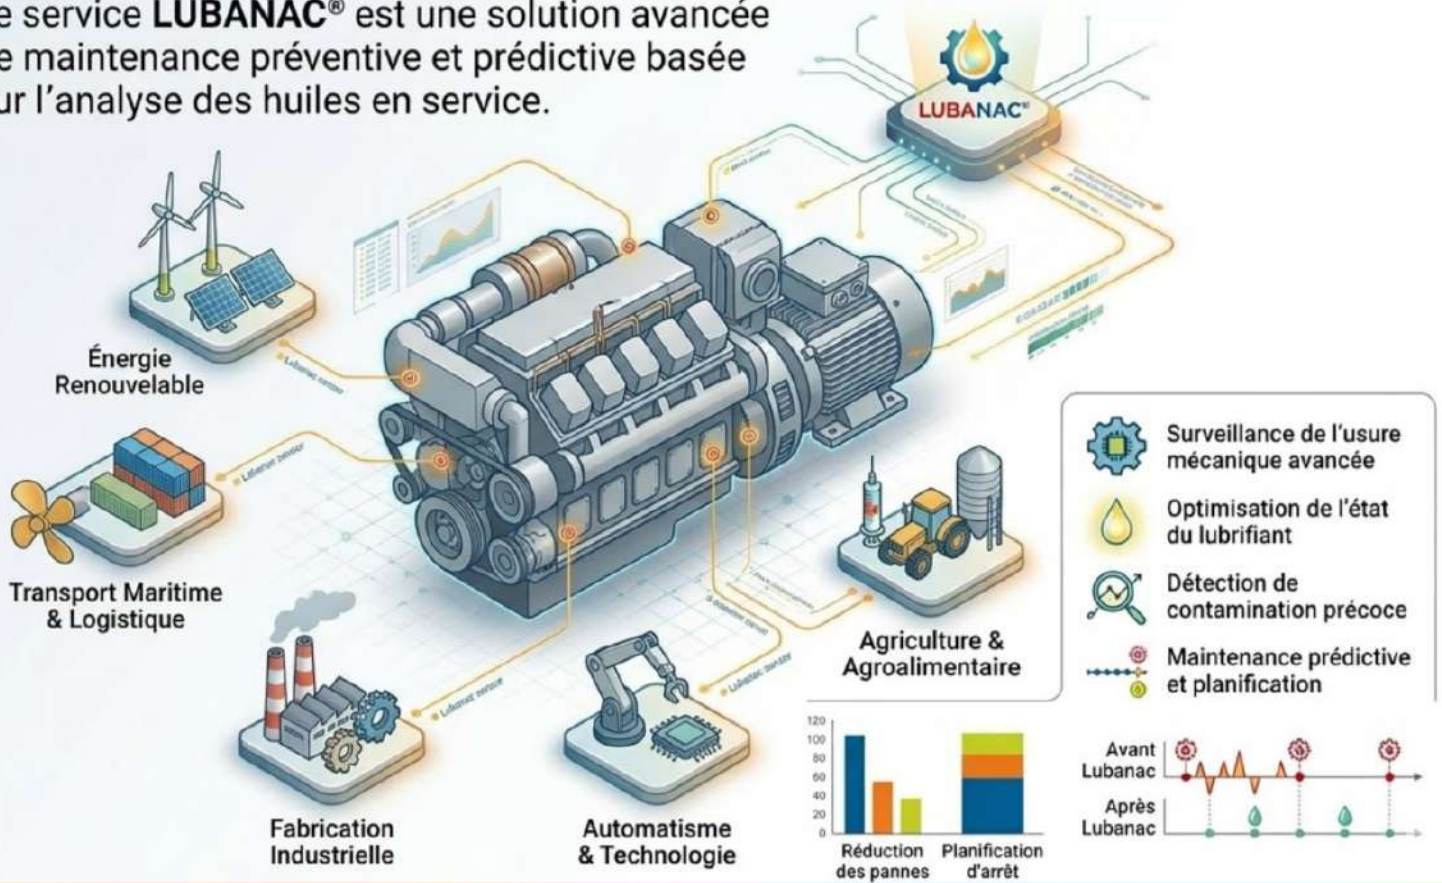 e service LUBANAC® est une solution avancée
e maintenance préventive et prédictive basée
ur l'analyse des huiles en service.
LUBANAC®
Énergie
Renouvelable
Transport Maritime
& Logistique
Fabrication
Industrielle
Automatisme
& Technologie
Agriculture &
Agroalimentaire
Surveillance de l'usure
mécanique avancée
Optimisation de l'état
du lubrifiant
Détection de
contamination précoce
Maintenance prédictive
et planification
120
100
80
60
40
20
0
Réduction
des pannes
Planification
d'arrêt
Avant
Lubanac
Après
Lubanac